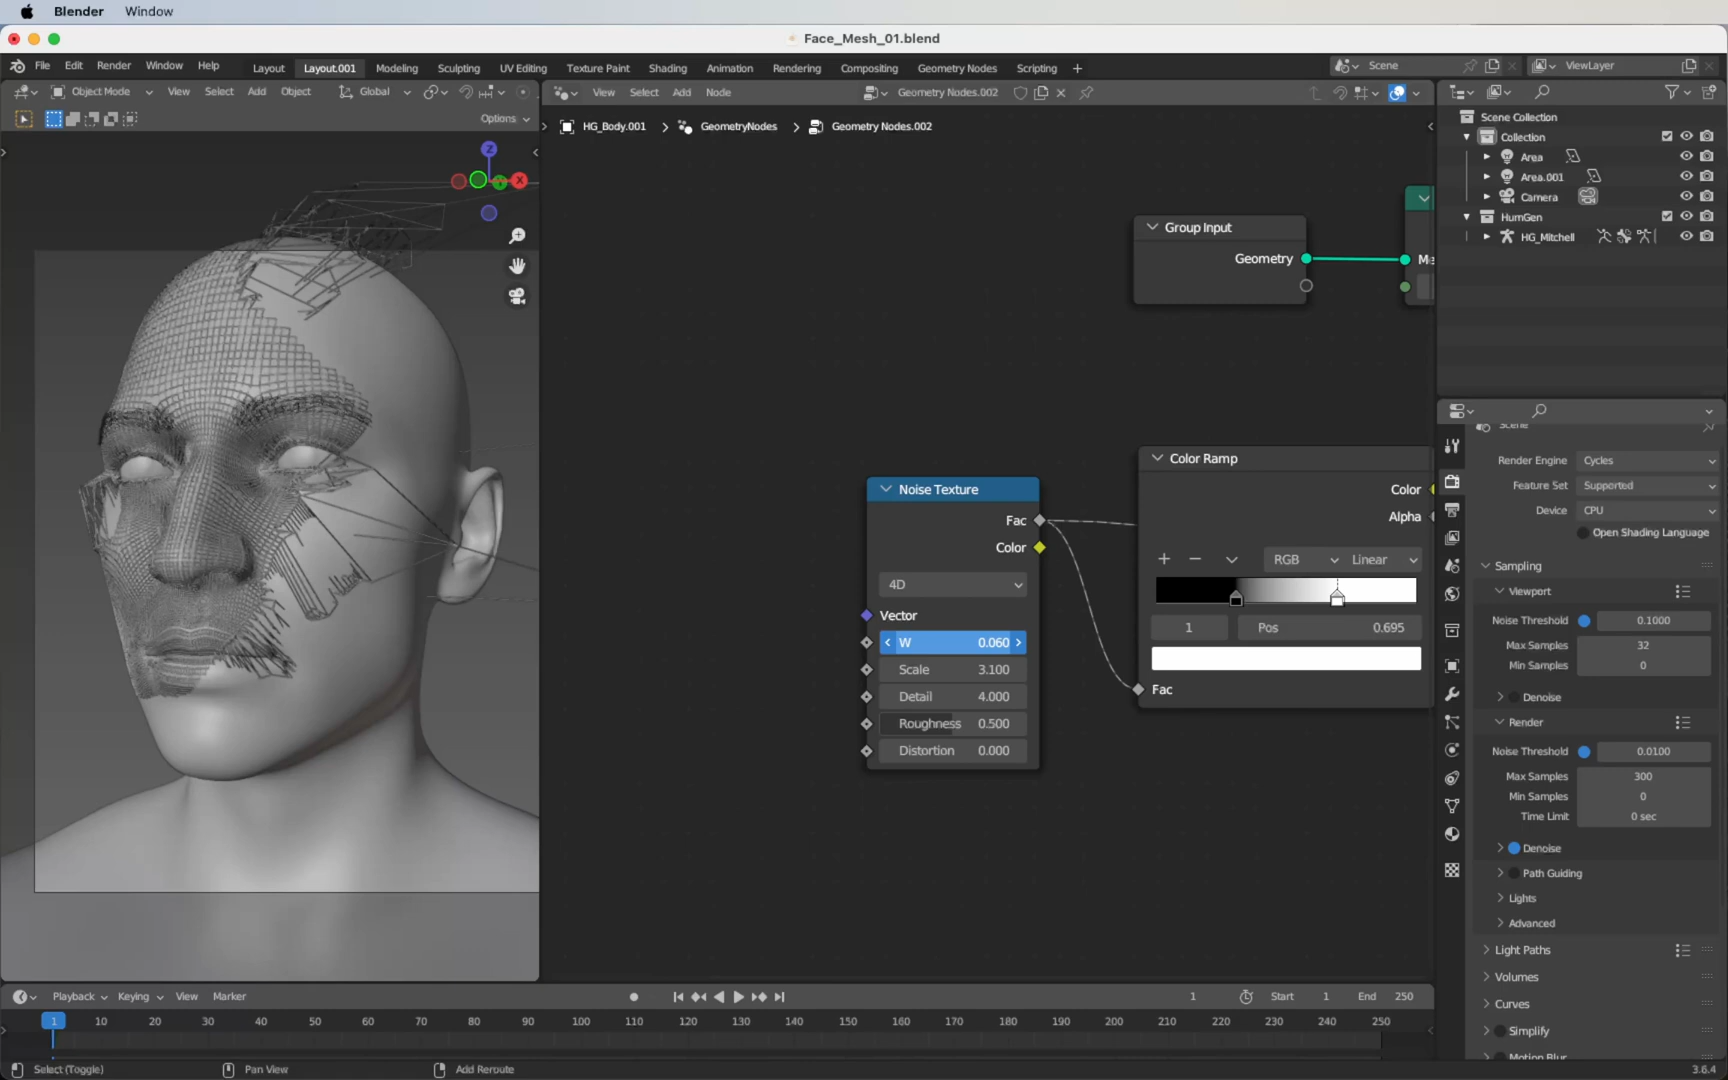 Blender Window
Face_Mesh_01.blend
File Edit Render Window Help Layout Layout.001 Modeling Sculpting UV Editing Texture Paint Shading Animation Rendering Compositing Geometry Nodes Scripting + Scene ViewLayer
Object Mode View Select Add Object Global View Select Add Node Geometry Nodes.002
Options
HG_Body.001 > GeometryNodes > Geometry Nodes.002
Z
X
Scene Collection
Collection
Area
Area.001
Camera
HumGen
HG_Mitchell
Group Input
Geometry
Noise Texture
Fac
Color
4D
Vector
W 0.060
Scale 3.100
Detail 4.000
Roughness 0.500
Distortion 0.000
Color Ramp
Color
Alpha
RGB Linear
1 Pos 0.695
Fac
Scene
Render Engine Cycles
Feature Set Supported
Device CPU
Open Shading Language
Sampling
Viewport
Noise Threshold 0.1000
Max Samples 32
Min Samples 0
Denoise
Render
Noise Threshold 0.0100
Max Samples 300
Min Samples 0
Time Limit 0 sec
Denoise
Path Guiding
Lights
Advanced
Light Paths
Volumes
Curves
Simplify
Motion Blur
Playback Keying View Marker 1 Start 1 End 250
1 10 20 30 40 50 60 70 80 90 100 110 120 130 140 150 160 170 180 190 200 210 220 230 240 250
Select (Toggle) Pan View Add Reroute 3.6.4